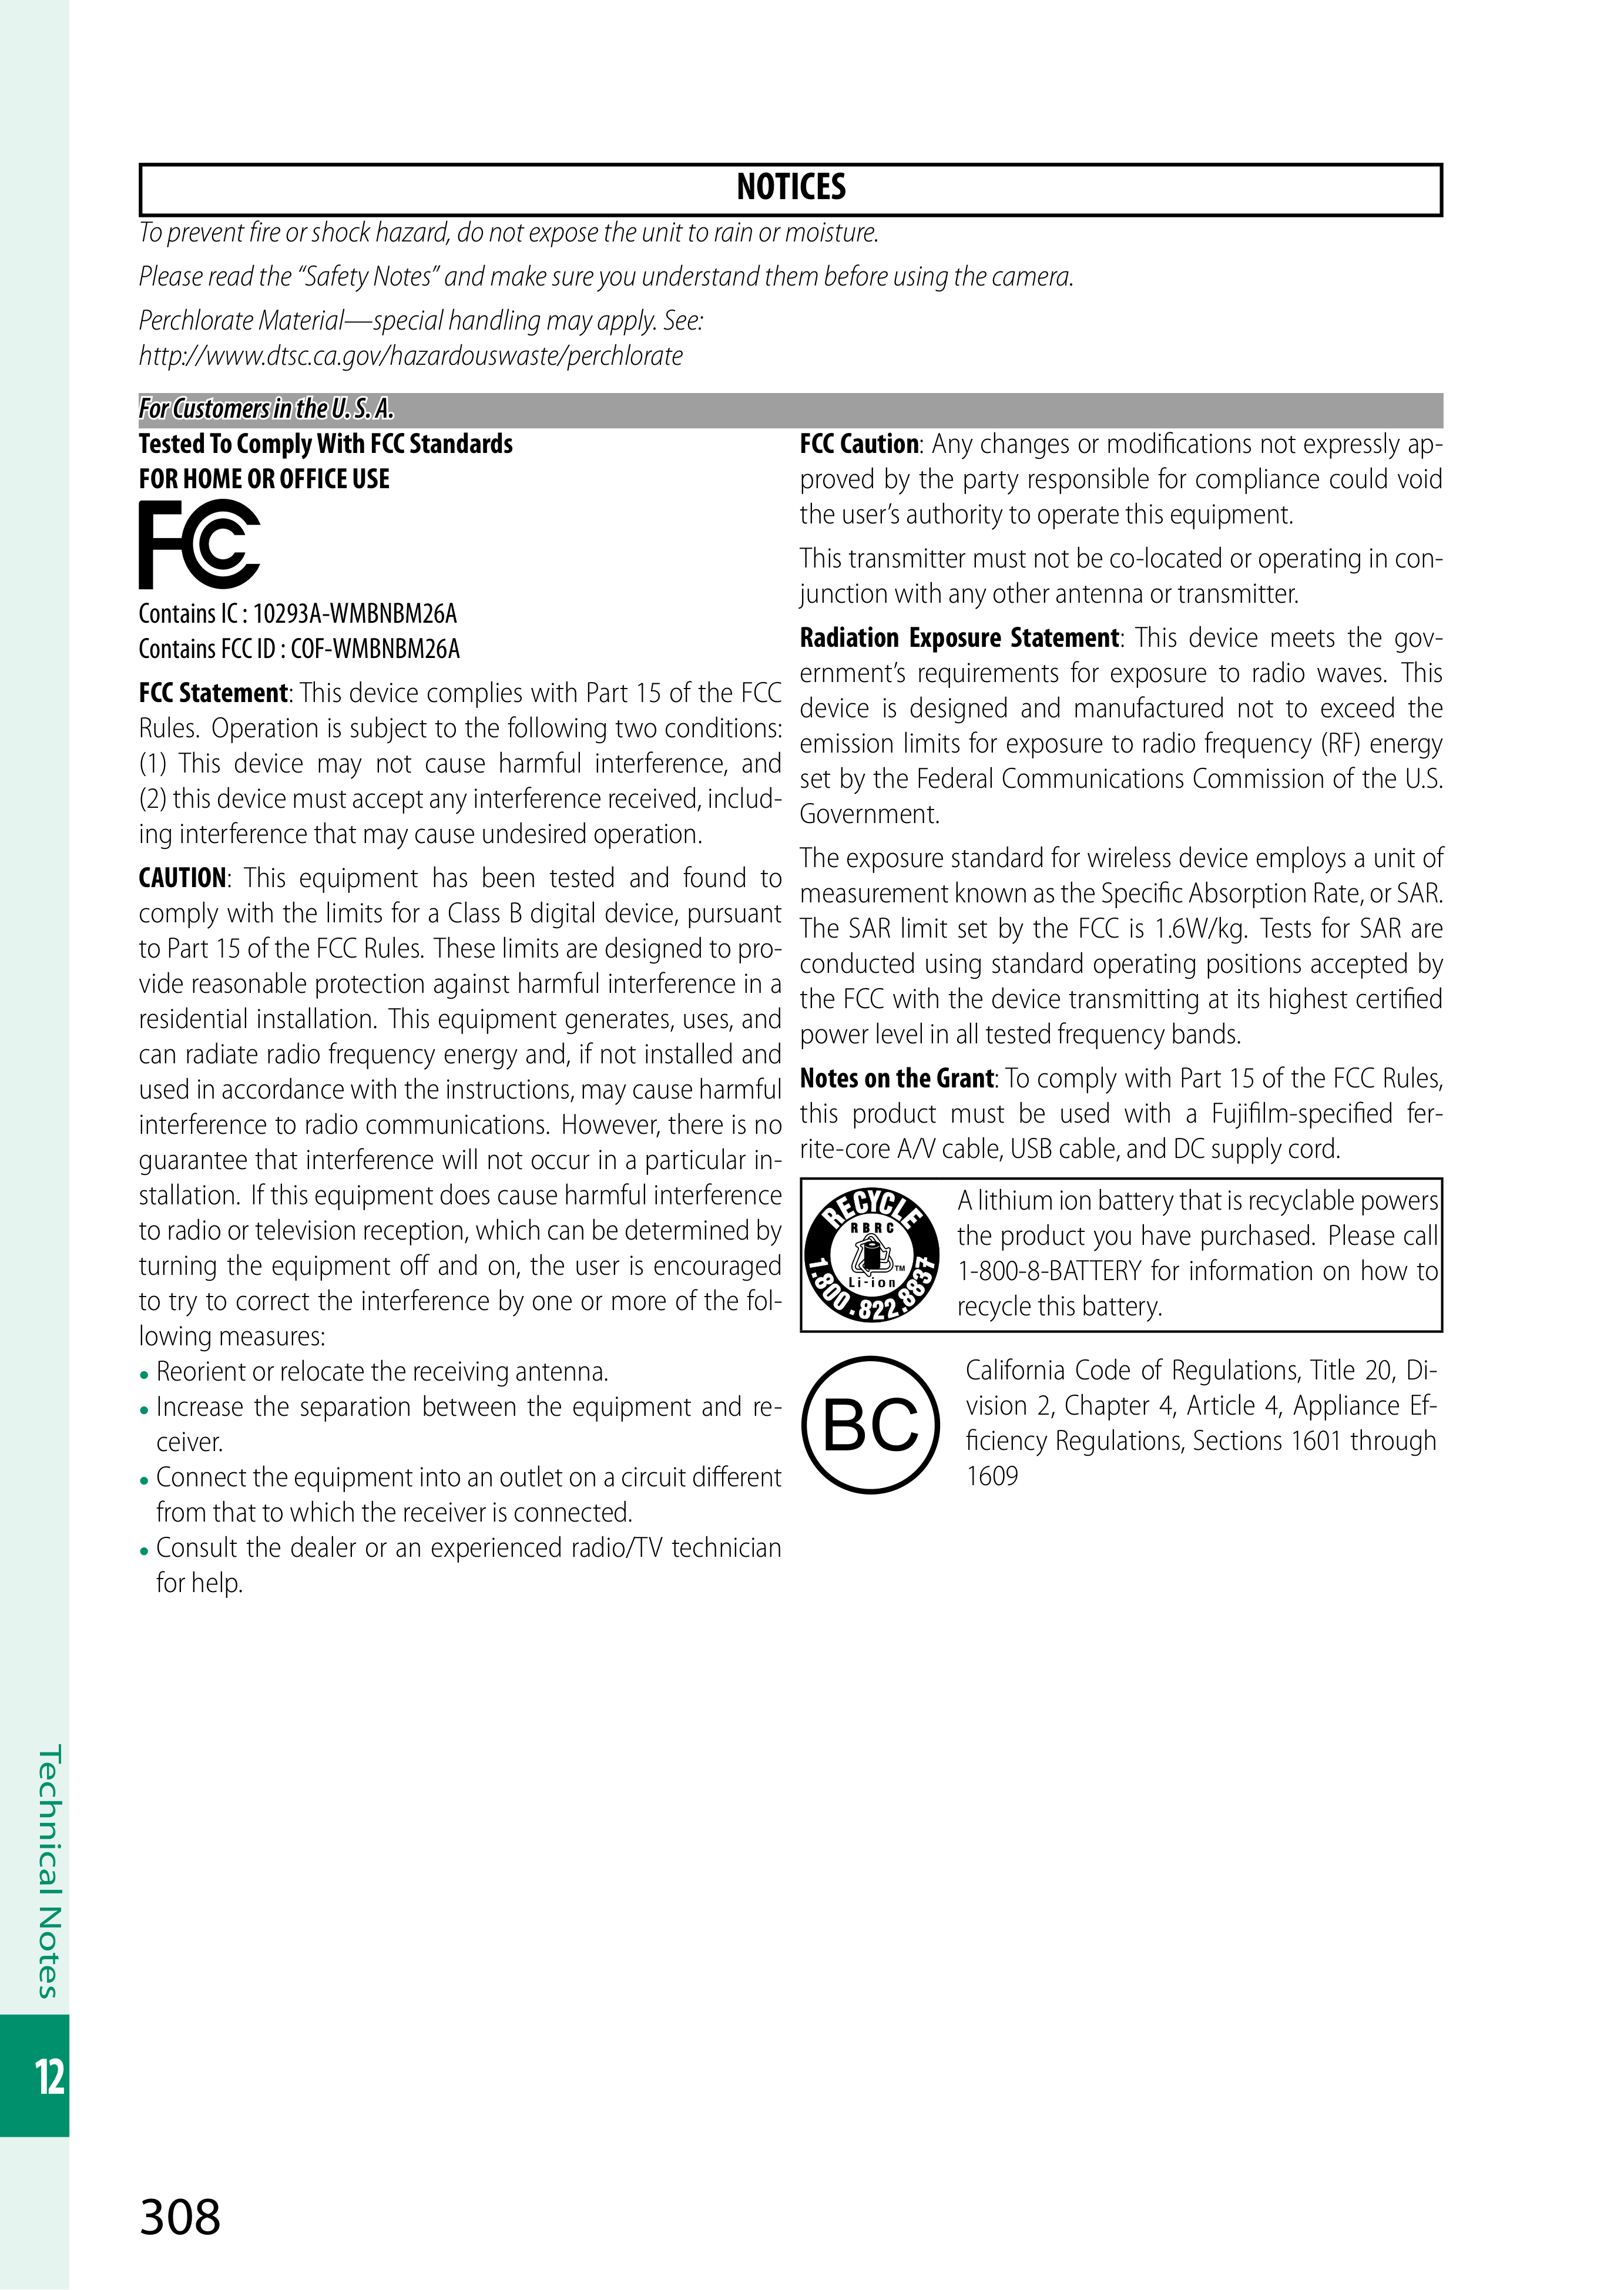 NOTICES
To prevent fire or shock hazard, do not expose the unit to rain or moisture.
Please read the “Safety Notes” and make sure you understand them before using the camera.
Perchlorate Material—special handling may apply. See:
http://www.dtsc.ca.gov/hazardouswaste/perchlorate
For Customers in the U. S. A.
Tested To Comply With FCC Standards
FOR HOME OR OFFICE USE
FC
Contains IC : 10293A-WMBNBM26A
Contains FCC ID : COF-WMBNBM26A
FCC Statement: This device complies with Part 15 of the FCC
Rules. Operation is subject to the following two conditions:
(1) This device may not cause harmful interference, and
(2) this device must accept any interference received, includ-
ing interference that may cause undesired operation.
CAUTION: This equipment has been tested and found to
comply with the limits for a Class B digital device, pursuant
to Part 15 of the FCC Rules. These limits are designed to pro-
vide reasonable protection against harmful interference in a
residential installation. This equipment generates, uses, and
can radiate radio frequency energy and, if not installed and
used in accordance with the instructions, may cause harmful
interference to radio communications. However, there is no
guarantee that interference will not occur in a particular in-
stallation. If this equipment does cause harmful interference
to radio or television reception, which can be determined by
turning the equipment off and on, the user is encouraged
to try to correct the interference by one or more of the fol-
lowing measures:
• Reorient or relocate the receiving antenna.
• Increase the separation between the equipment and re-
ceiver.
• Connect the equipment into an outlet on a circuit different
from that to which the receiver is connected.
• Consult the dealer or an experienced radio/TV technician
for help.
FCC Caution: Any changes or modifications not expressly ap-
proved by the party responsible for compliance could void
the user’s authority to operate this equipment.
This transmitter must not be co-located or operating in con-
junction with any other antenna or transmitter.
Radiation Exposure Statement: This device meets the gov-
ernment’s requirements for exposure to radio waves. This
device is designed and manufactured not to exceed the
emission limits for exposure to radio frequency (RF) energy
set by the Federal Communications Commission of the U.S.
Government.
The exposure standard for wireless device employs a unit of
measurement known as the Specific Absorption Rate, or SAR.
The SAR limit set by the FCC is 1.6W/kg. Tests for SAR are
conducted using standard operating positions accepted by
the FCC with the device transmitting at its highest certified
power level in all tested frequency bands.
Notes on the Grant: To comply with Part 15 of the FCC Rules,
this product must be used with a Fujifilm-specified fer-
rite-core A/V cable, USB cable, and DC supply cord.
RECYCLE
RBRC
TM
Li-ion
1.800.822.8837
A lithium ion battery that is recyclable powers
the product you have purchased. Please call
1-800-8-BATTERY for information on how to
recycle this battery.
BC
California Code of Regulations, Title 20, Di-
vision 2, Chapter 4, Article 4, Appliance Ef-
ficiency Regulations, Sections 1601 through
1609
Technical Notes
12
308